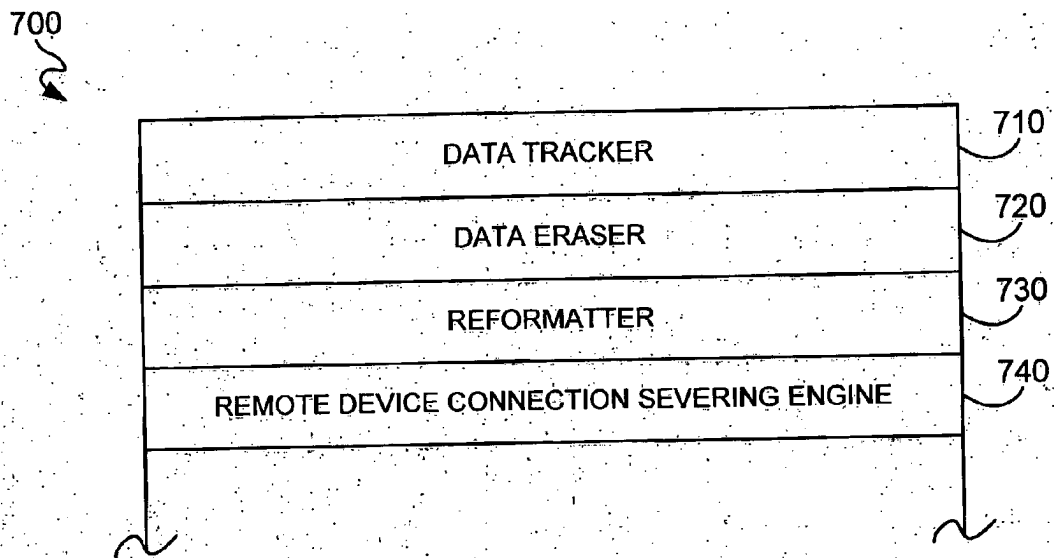 700
DATA TRACKER
710
DATA ERASER
720
REFORMATTER
730
REMOTE DEVICE CONNECTION SEVERING ENGINE
740